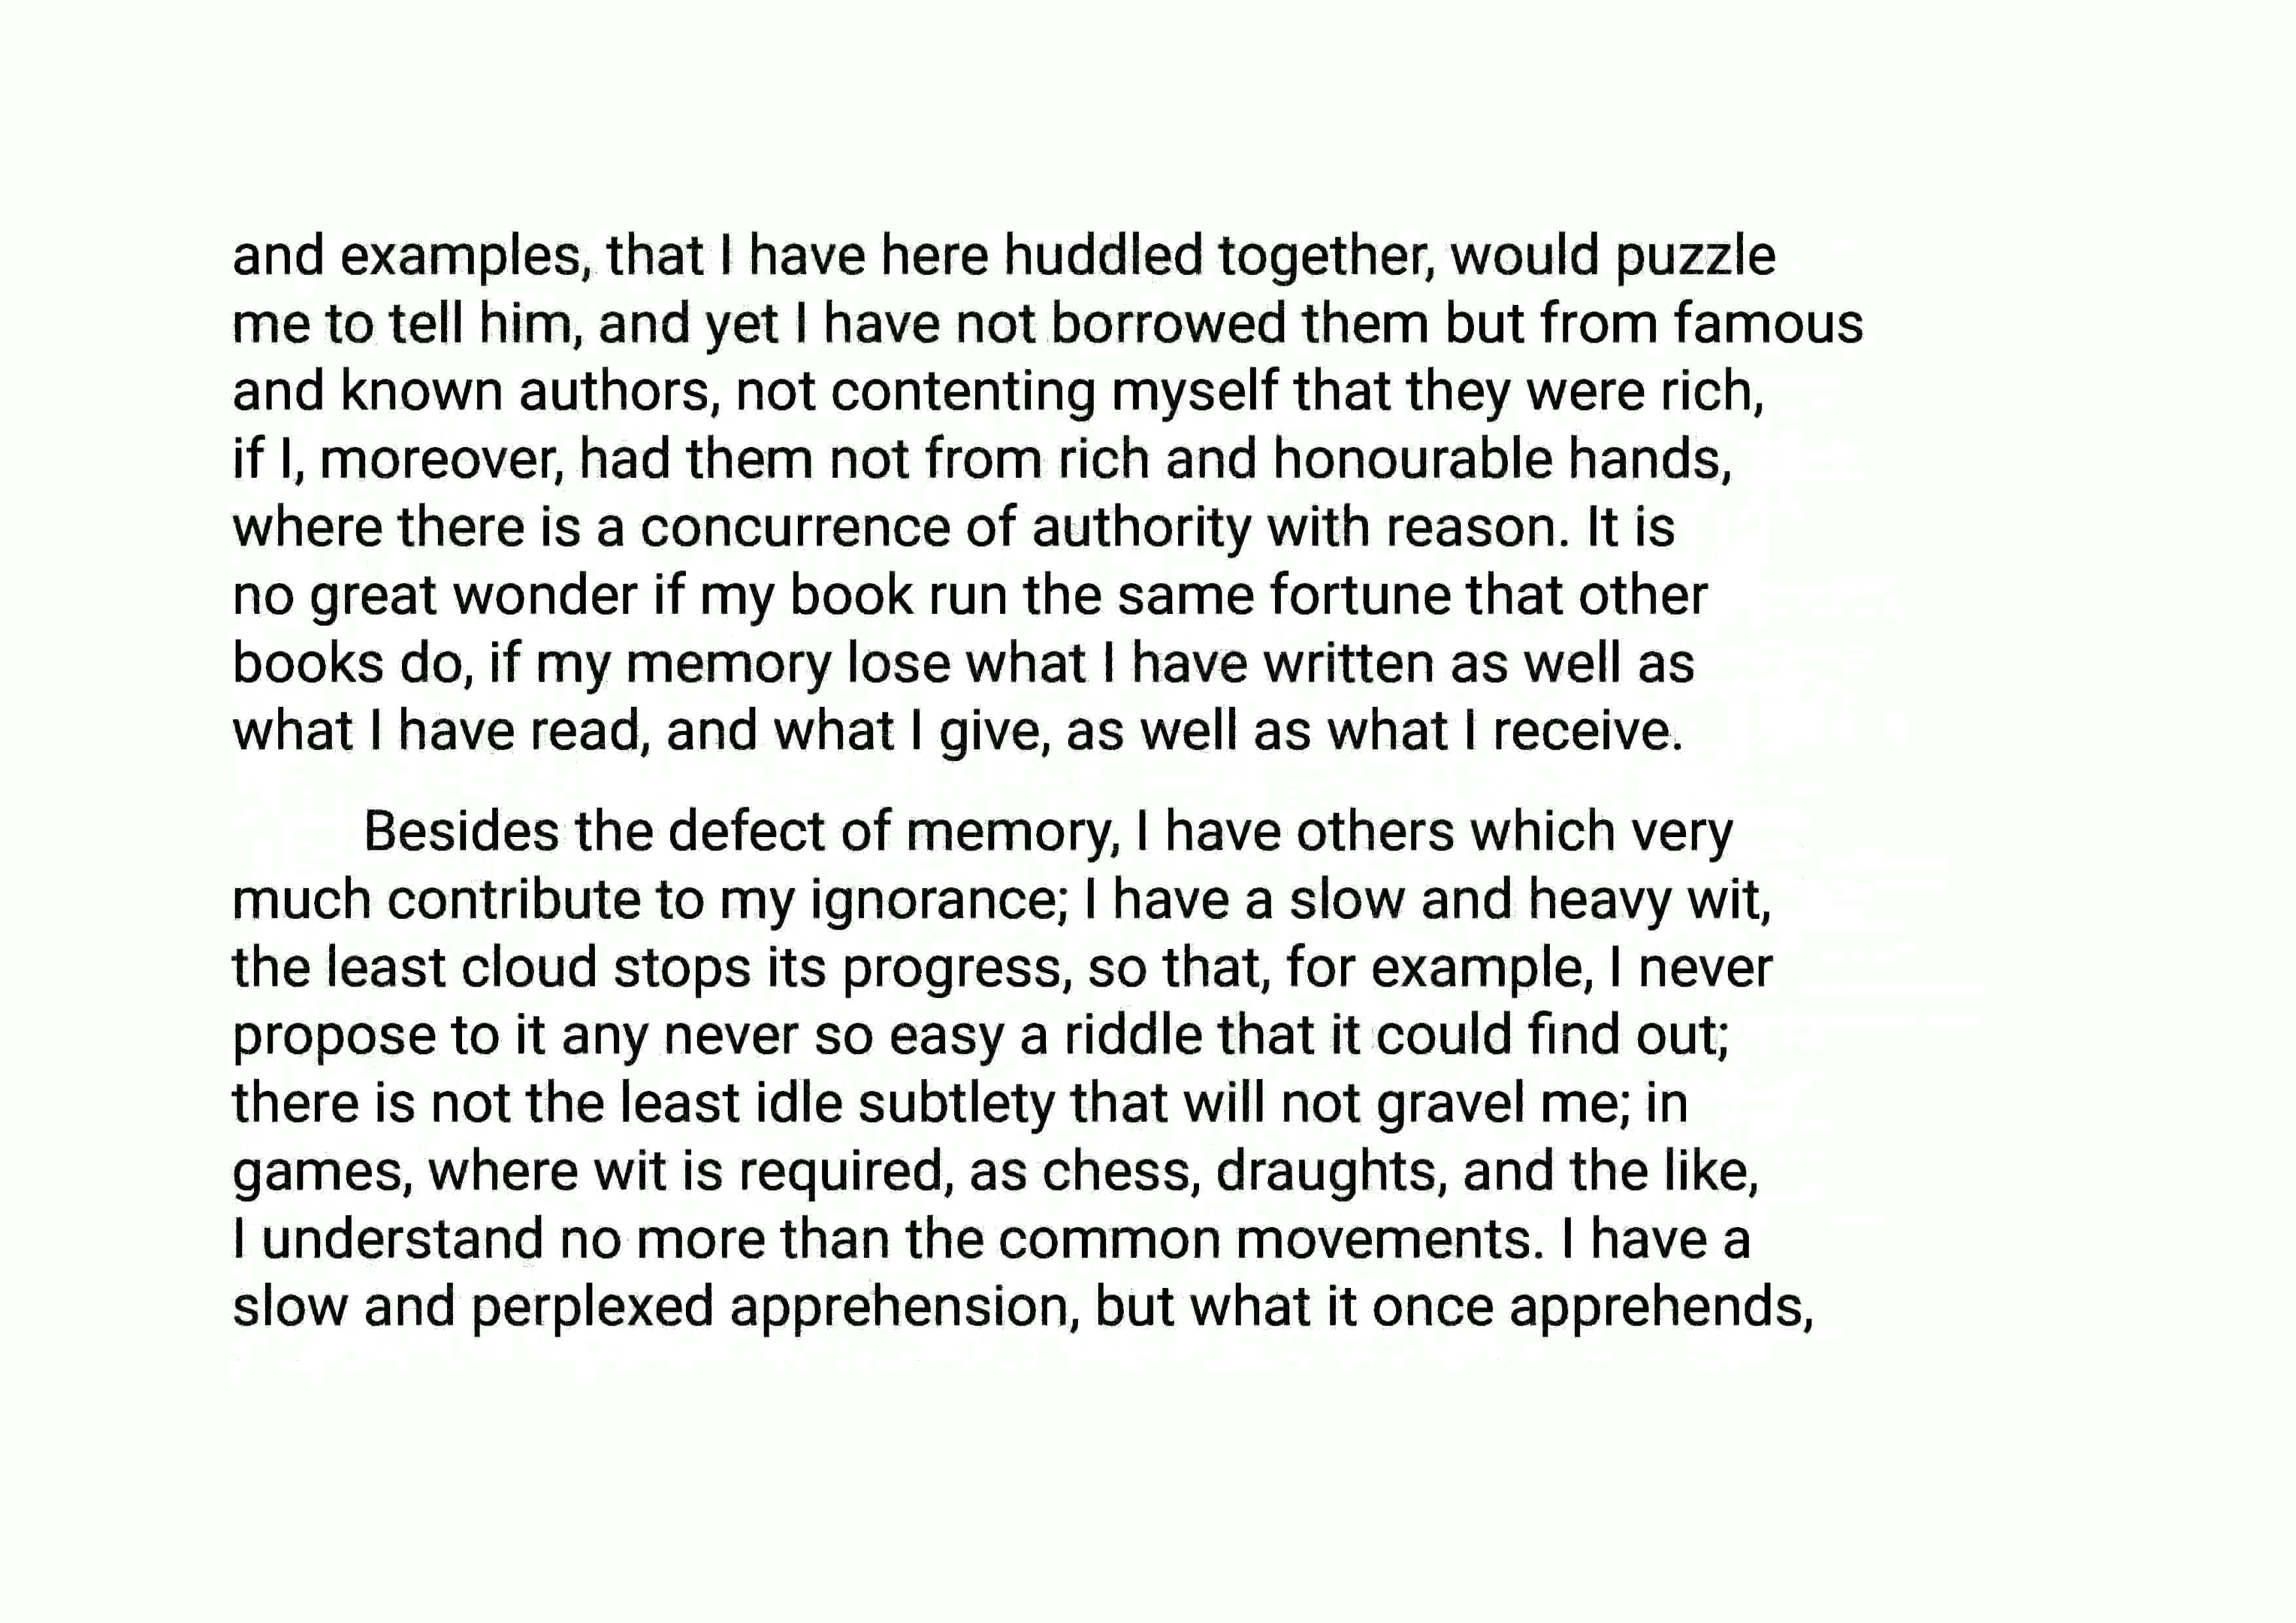 and examples, that I have here huddled together, would puzzle
me to tell him, and yet I have not borrowed them but from famous
and known authors, not contenting myself that they were rich,
if I, moreover, had them not from rich and honourable hands,
where there is a concurrence of authority with reason. It is
no great wonder if my book run the same fortune that other
books do, if my memory lose what I have written as well as
what I have read, and what I give, as well as what I receive.
Besides the defect of memory, I have others which very
much contribute to my ignorance; I have a slow and heavy wit,
the least cloud stops its progress, so that, for example, I never
propose to it any never so easy a riddle that it could find out;
there is not the least idle subtlety that will not gravel me; in
games, where wit is required, as chess, draughts, and the like,
I understand no more than the common movements. I have a
slow and perplexed apprehension, but what it once apprehends,